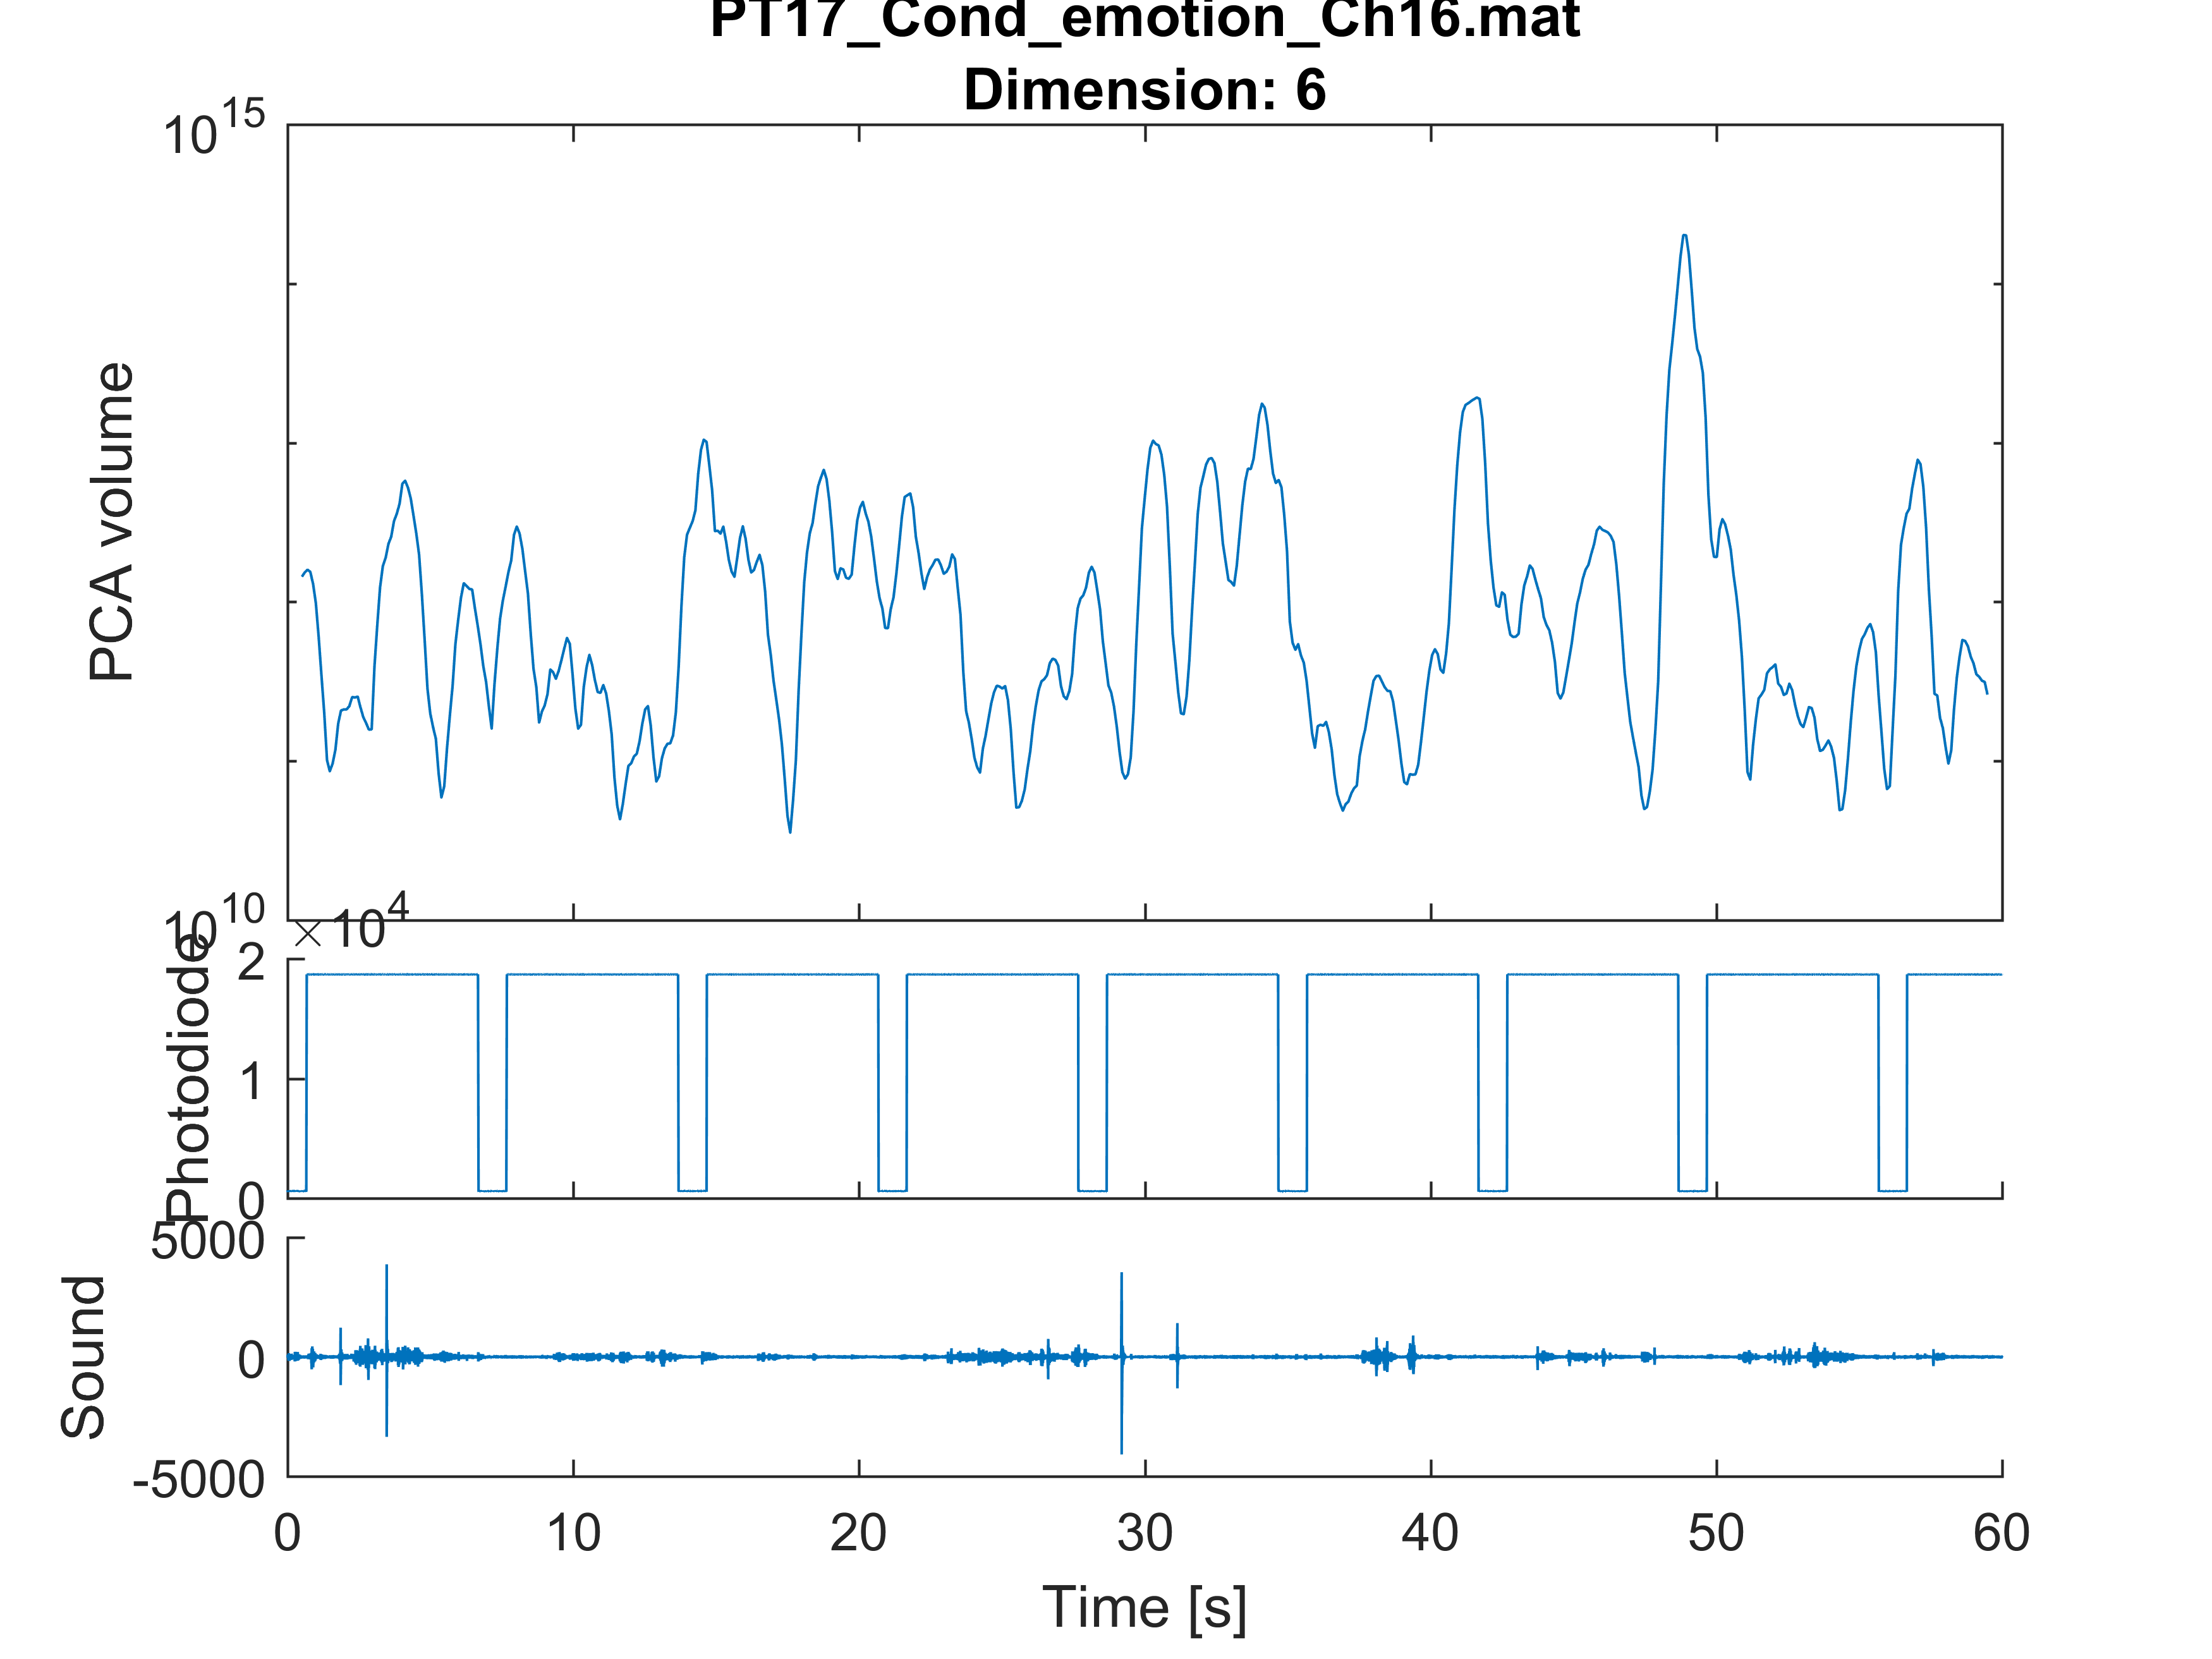 PT17_Cond_emotion_Ch16.mat
Dimension: 6
10^15
PCA volume
10^10
× 10^4
2
1
0
Photodiode
5000
0
-5000
Sound
0 10 20 30 40 50 60
Time [s]